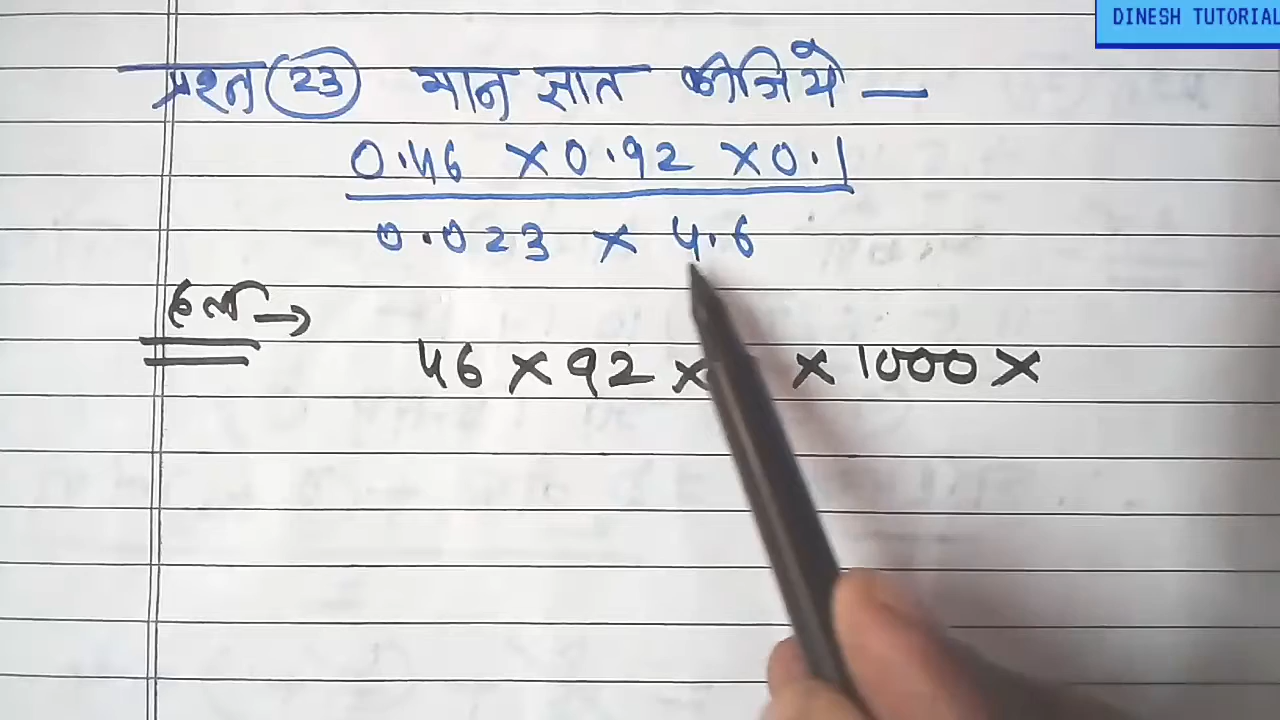 DINESH TUTORIAL
प्रश्न 23 मान ज्ञात कीजिये —
0.46 × 0.92 × 0.1
0.023 × 4.6
हल →
46 × 92 × × 1000 ×